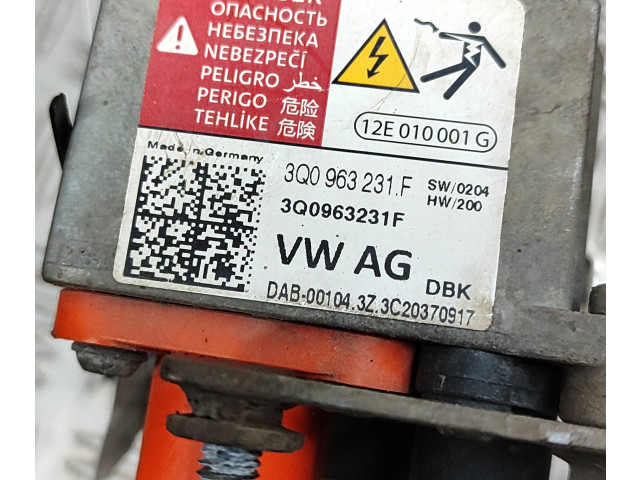 ОПАСНОСТЬ
НЕБЕЗПЕКА
NEBEZPEČÍ
PELIGRO خطر
PERIGO 危险
TEHLİKE 危険
12E 010 001 G
Made in Germany
3Q0 963 231.F SW/0204
HW/200
3Q0963231F
VW AG DBK
DAB-00104.3Z.3C20370917